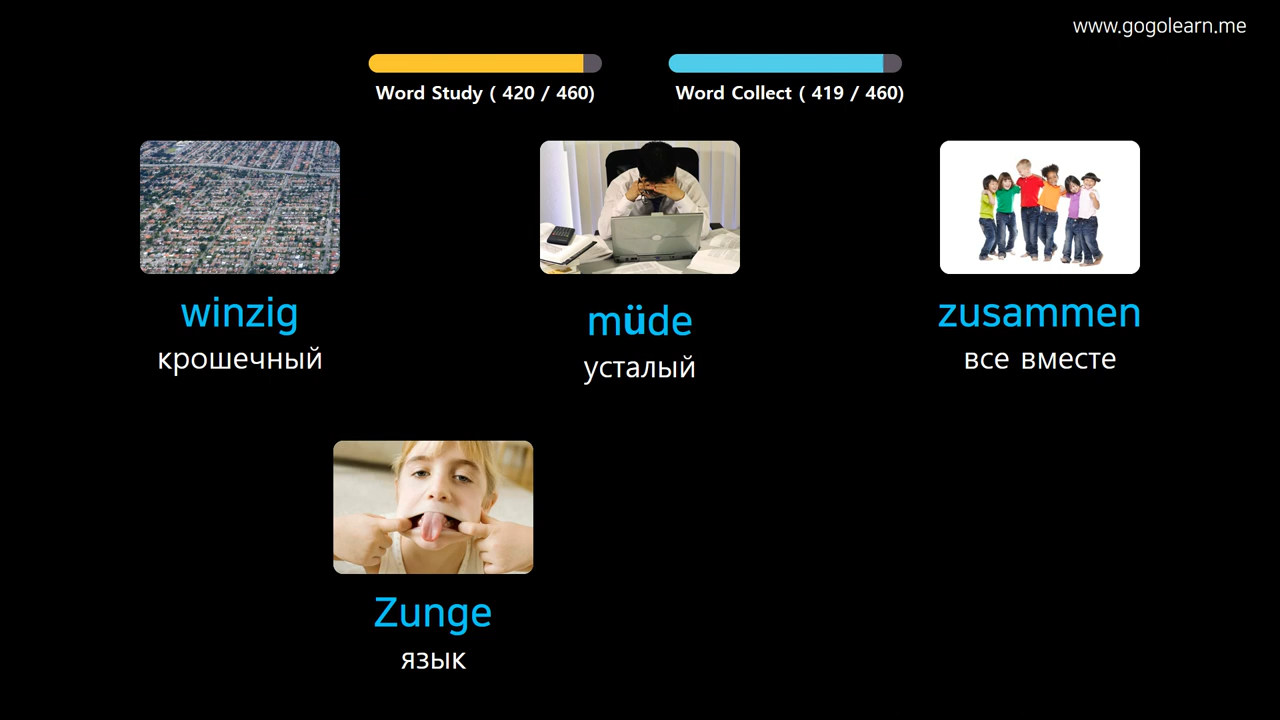 www.gogolearn.me
Word Study ( 420 / 460)
Word Collect ( 419 / 460)
winzig
крошечный
müde
усталый
zusammen
все вместе
Zunge
язык